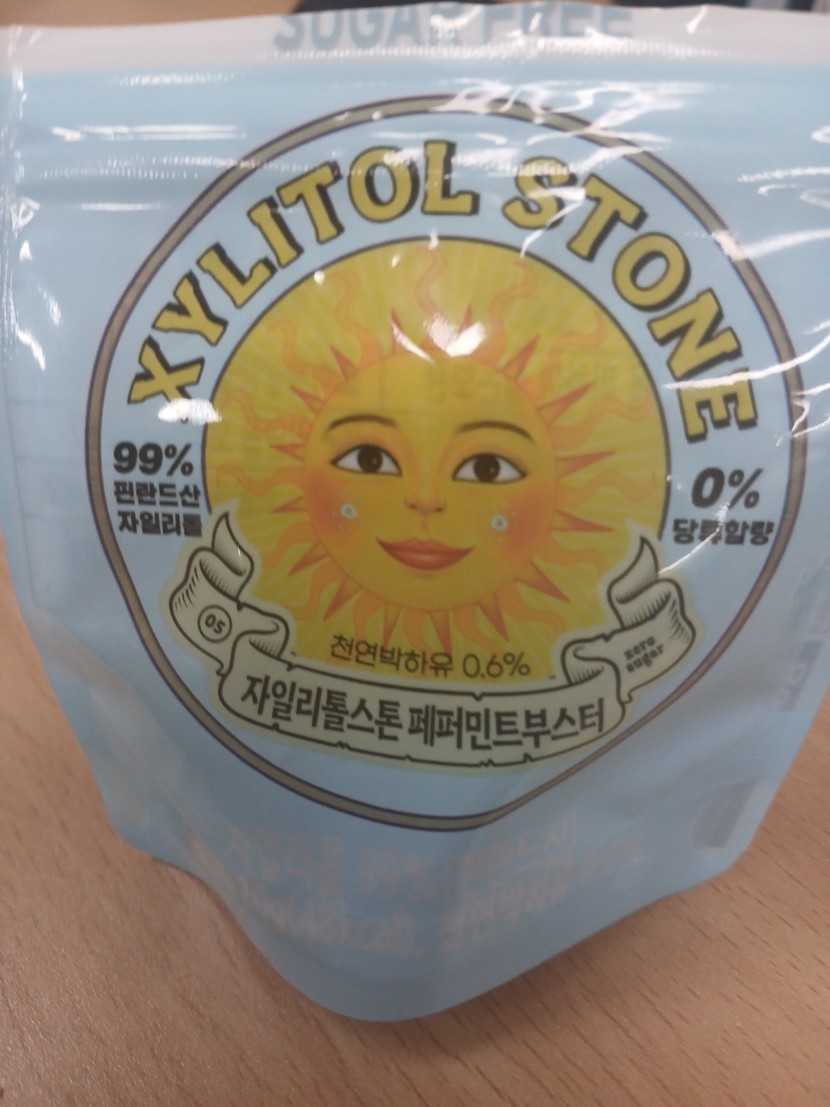 SUGAR FREE
XYLITOL STONE
99%
핀란드산
자일리톨
0%
당류함량
05
zero
sugar
천연박하유 0.6%
자일리톨스톤 페퍼민트부스터